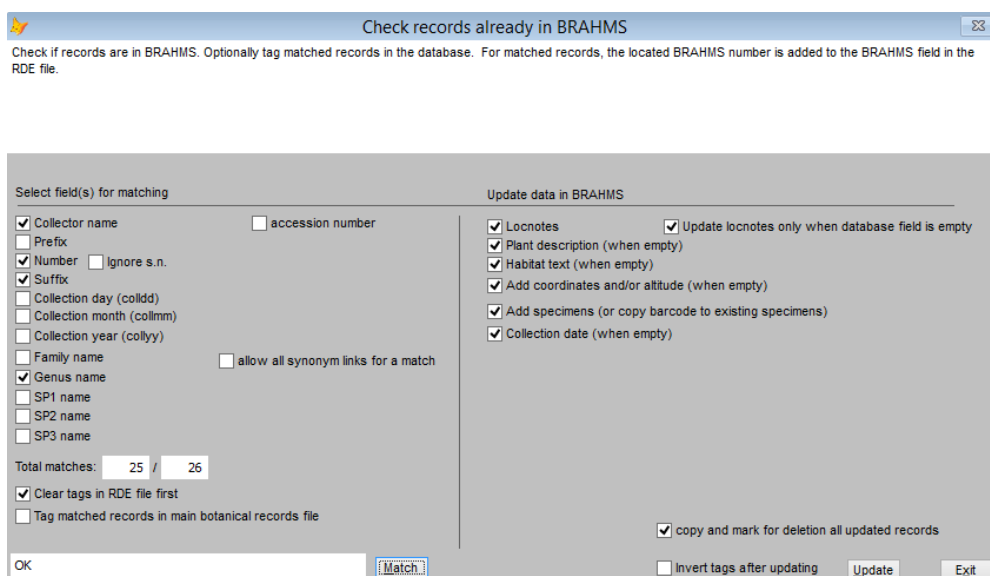 Check records already in BRAHMS
Check if records are in BRAHMS. Optionally tag matched records in the database. For matched records, the located BRAHMS number is added to the BRAHMS field in the
RDE file.
Select field(s) for matching
Collector name
accession number
Prefix
Number
Ignore s.n.
Suffix
Collection day (colldd)
Collection month (collmm)
Collection year (collyy)
Family name
allow all synonym links for a match
Genus name
SP1 name
SP2 name
SP3 name
Total matches: 25 / 26
Clear tags in RDE file first
Tag matched records in main botanical records file
OK
Match
Update data in BRAHMS
Locnotes
Update locnotes only when database field is empty
Plant description (when empty)
Habitat text (when empty)
Add coordinates and/or altitude (when empty)
Add specimens (or copy barcode to existing specimens)
Collection date (when empty)
copy and mark for deletion all updated records
Invert tags after updating
Update
Exit